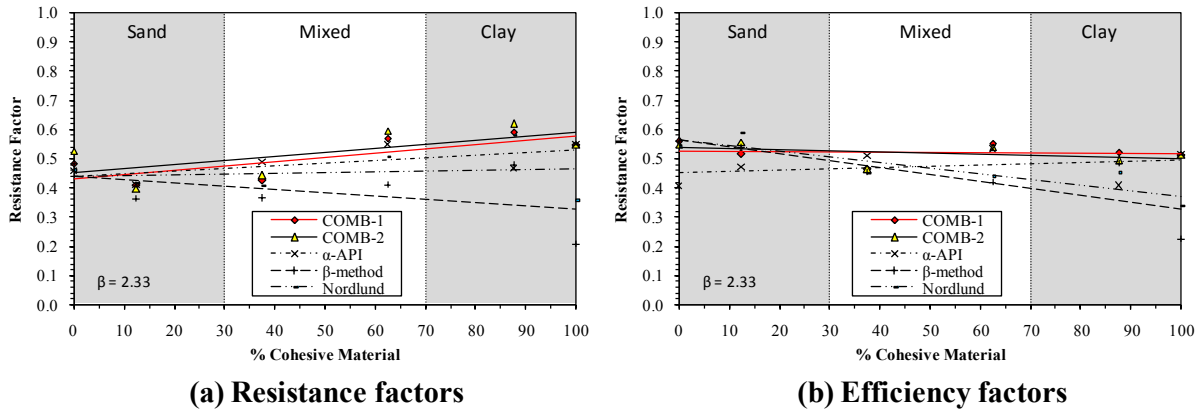 Sand Mixed Clay
1.0
0.9
0.8
0.7
0.6
0.5
0.4
0.3
0.2
0.1
0.0
Resistance Factor
COMB-1
COMB-2
α-API
β-method
Nordlund
β = 2.33
0 10 20 30 40 50 60 70 80 90 100
% Cohesive Material
(a) Resistance factors
Sand Mixed Clay
1.0
0.9
0.8
0.7
0.6
0.5
0.4
0.3
0.2
0.1
0.0
Resistance Factor
COMB-1
COMB-2
α-API
β-method
Nordlund
β = 2.33
0 10 20 30 40 50 60 70 80 90 100
% Cohesive Material
(b) Efficiency factors